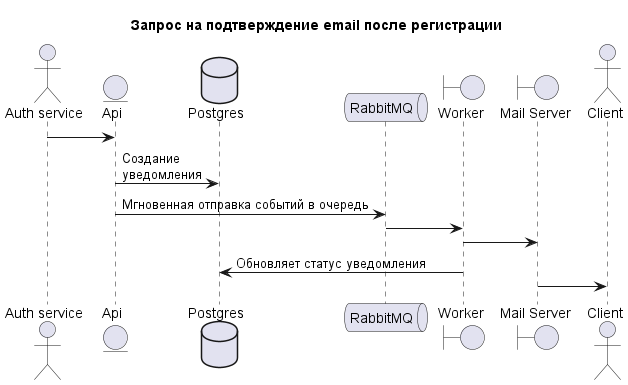 Запрос на подтверждение email после регистрации
Auth service
Api
Postgres
RabbitMQ
Worker
Mail Server
Client
Создание
уведомления
Мгновенная отправка событий в очередь
Обновляет статус уведомления
Auth service
Api
Postgres
RabbitMQ
Worker
Mail Server
Client